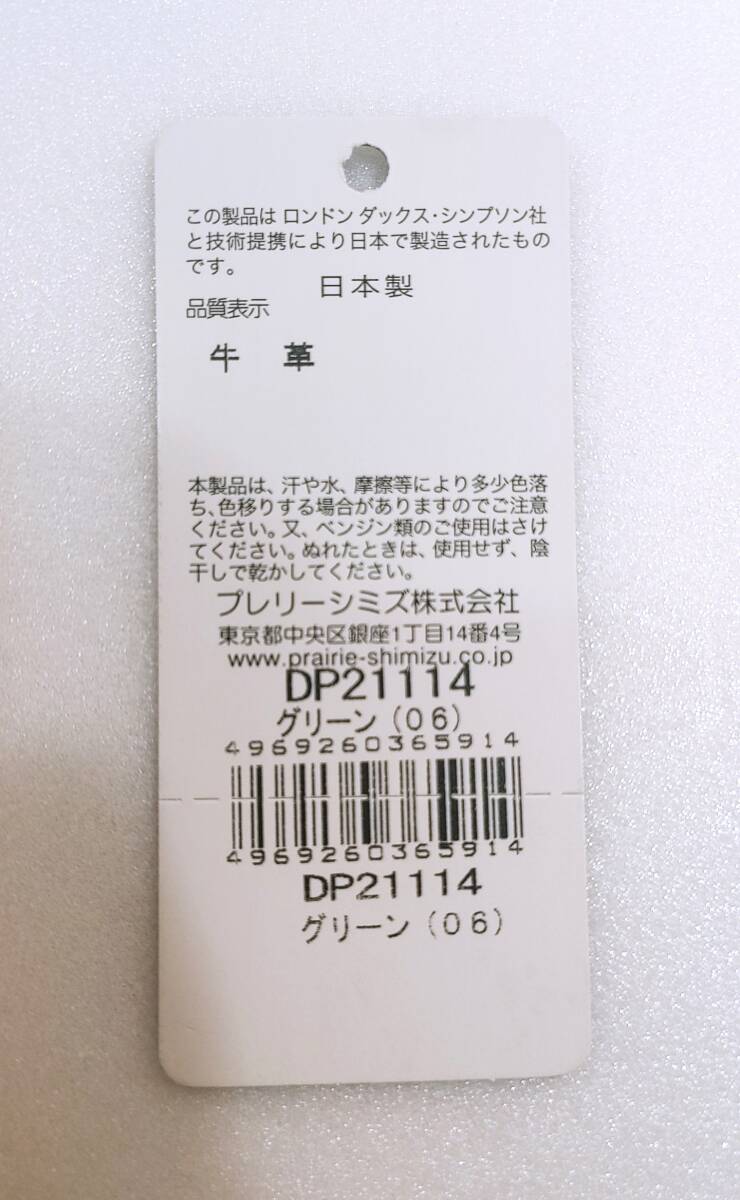 この製品は ロンドン ダックス・シンプソン社
と技術提携により日本で製造されたもの
です。
日本製
品質表示
牛 革
本製品は、汗や水、摩擦等により多少色落
ち、色移りする場合がありますのでご注意
ください。又、ベンジン類のご使用はさけ
てください。ぬれたときは、使用せず、陰
干しで乾かしてください。
プレリーシミズ株式会社
東京都中央区銀座1丁目14番4号
www.prairie-shimizu.co.jp
DP21114
グリーン(06)
4969260365914
4969260365914
DP21114
グリーン(06)